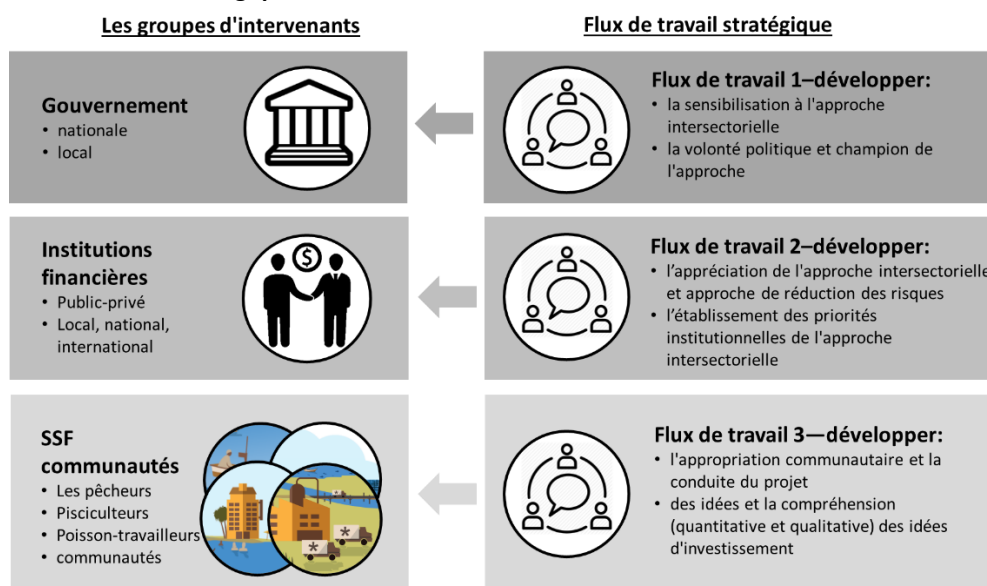 Les groupes d'intervenants
Flux de travail stratégique
Gouvernement
• nationale
• local
Flux de travail 1–développer:
• la sensibilisation à l'approche
intersectorielle
• la volonté politique et champion de
l'approche
Institutions
financières
• Public-privé
• Local, national,
international
$
Flux de travail 2–développer:
• l’appréciation de l'approche intersectorielle
et approche de réduction des risques
• l’établissement des priorités
institutionnelles de l'approche
intersectorielle
SSF
communautés
• Les pêcheurs
• Pisciculteurs
• Poisson-travailleurs
• communautés
Flux de travail 3—développer:
• l'appropriation communautaire et la
conduite du projet
• des idées et la compréhension
(quantitative et qualitative) des idées
d'investissement